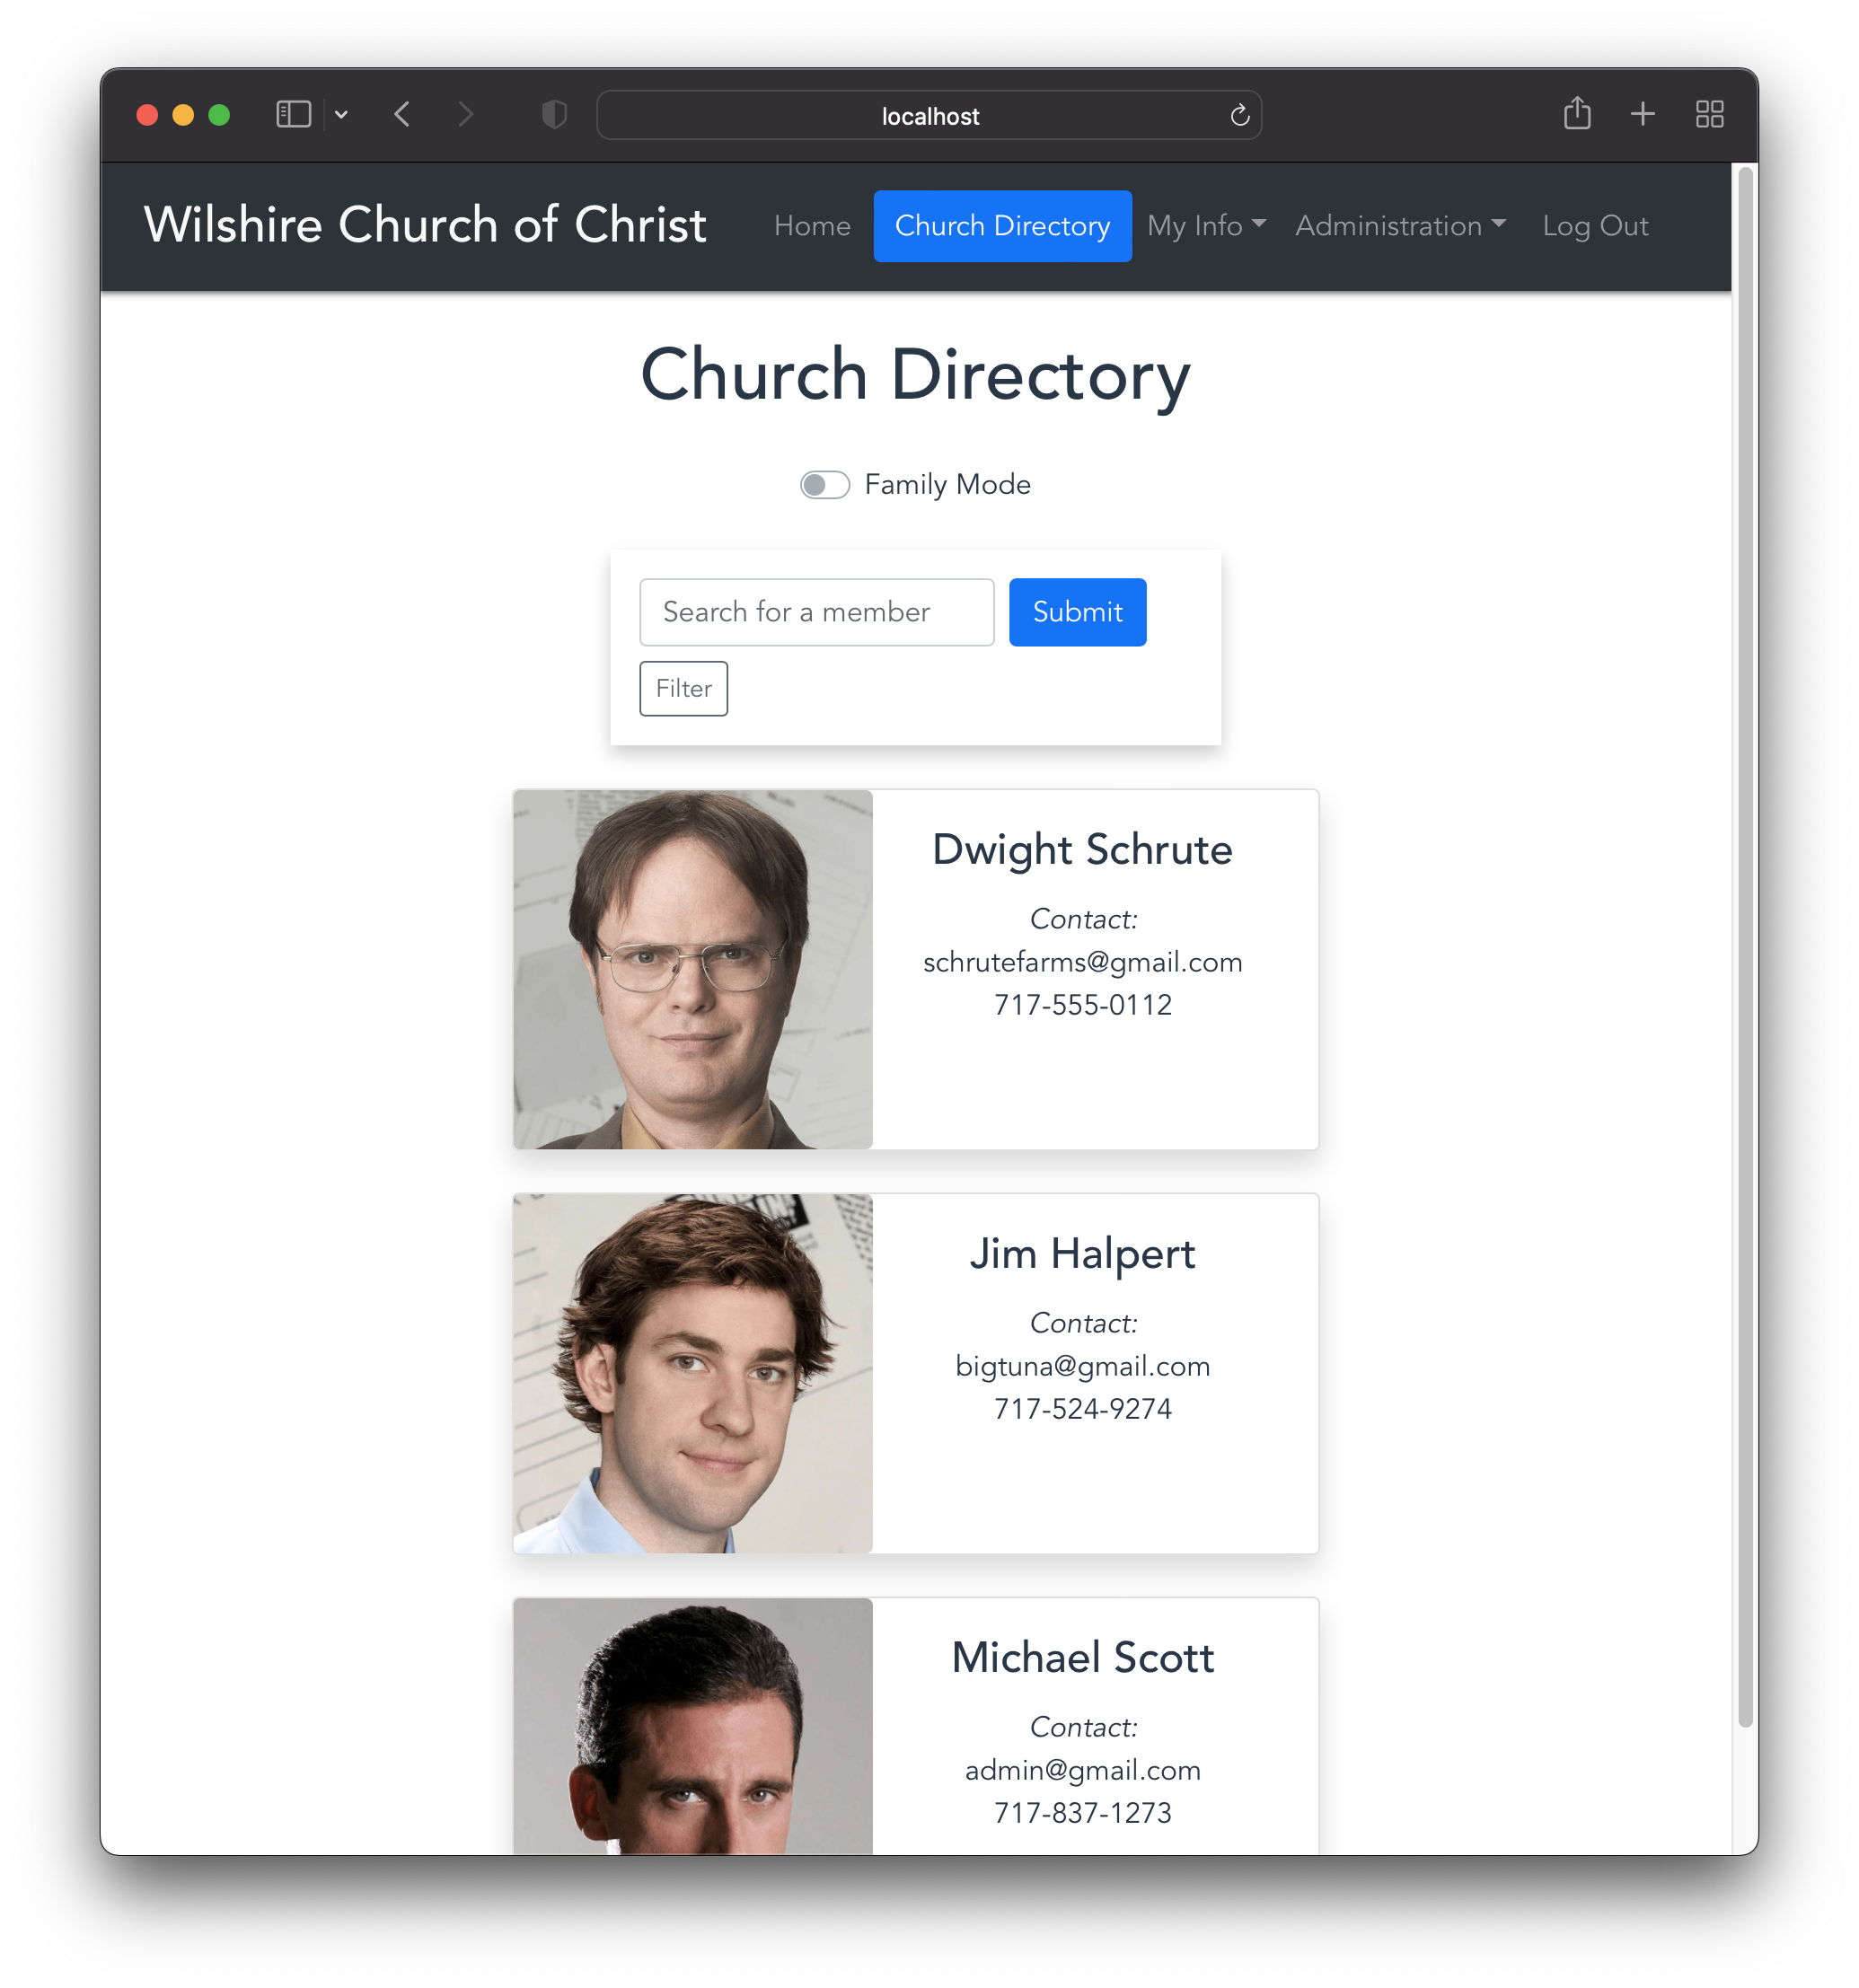 localhost
Wilshire Church of Christ Home Church Directory My Info Administration Log Out
Church Directory
Family Mode
Search for a member Submit
Filter
Dwight Schrute
Contact:
schrutefarms@gmail.com
717-555-0112
Jim Halpert
Contact:
bigtuna@gmail.com
717-524-9274
Michael Scott
Contact:
admin@gmail.com
717-837-1273